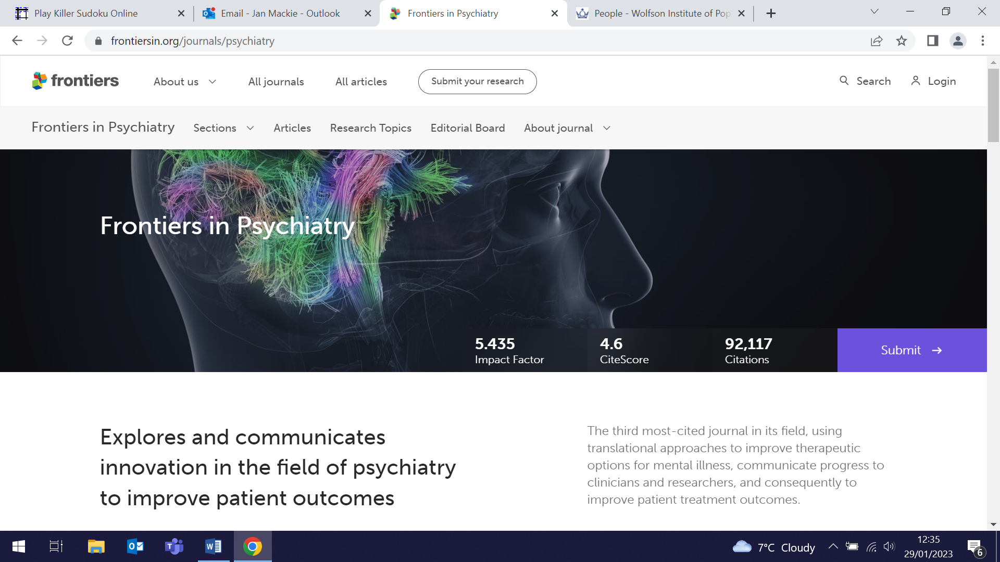 Play Killer Sudoku Online
Email - Jan Mackie - Outlook
Frontiers in Psychiatry
People - Wolfson Institute of Pop
frontiersin.org/journals/psychiatry
frontiers
About us
All journals
All articles
Submit your research
Search
Login
Frontiers in Psychiatry
Sections
Articles
Research Topics
Editorial Board
About journal
Frontiers in Psychiatry
5.435
Impact Factor
4.6
CiteScore
92,117
Citations
Submit →
Explores and communicates
innovation in the field of psychiatry
to improve patient outcomes
The third most-cited journal in its field, using
translational approaches to improve therapeutic
options for mental illness, communicate progress to
clinicians and researchers, and consequently to
improve patient treatment outcomes.
7°C Cloudy
12:35
29/01/2023
6